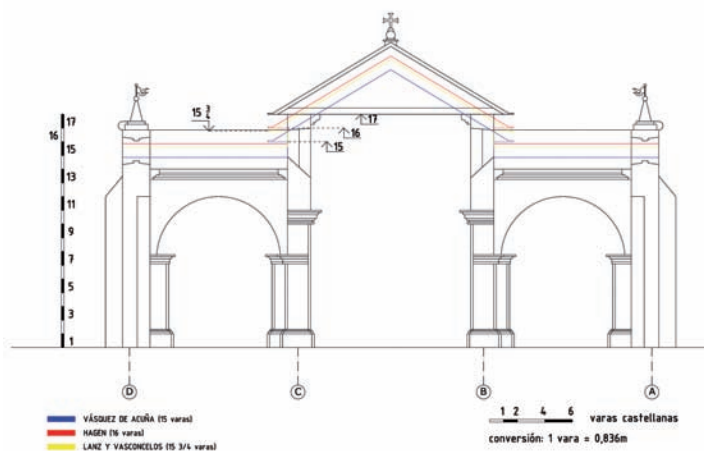 15 3/4
17
16
15
17
16
15
13
11
9
7
5
3
1
D
C
B
A
VÁSQUEZ DE ACUÑA (15 varas)
HAGEN (16 varas)
LANZ Y VASCONCELOS (15 3/4 varas)
1 2 4 6 varas castellanas
conversión: 1 vara = 0,836m